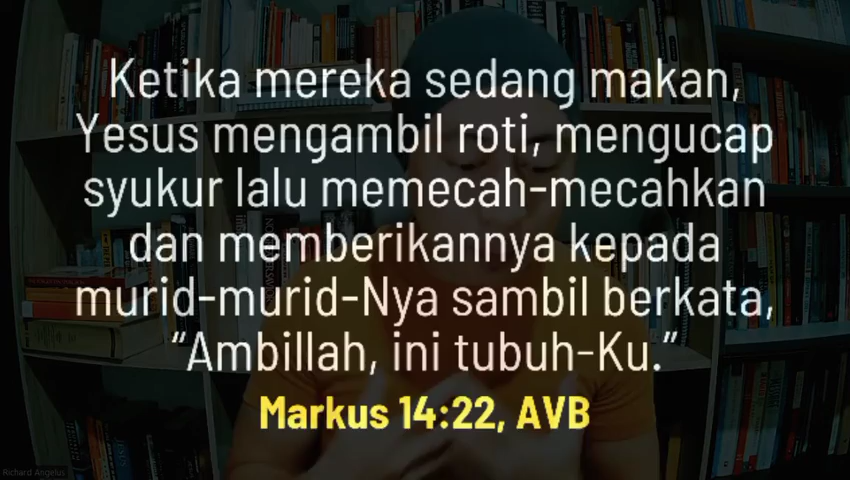 Ketika mereka sedang makan,
Yesus mengambil roti, mengucap
syukur lalu memecah-mecahkan
dan memberikannya kepada
murid-murid-Nya sambil berkata,
“Ambillah, ini tubuh-Ku.”
Markus 14:22, AVB
Richard Angelus